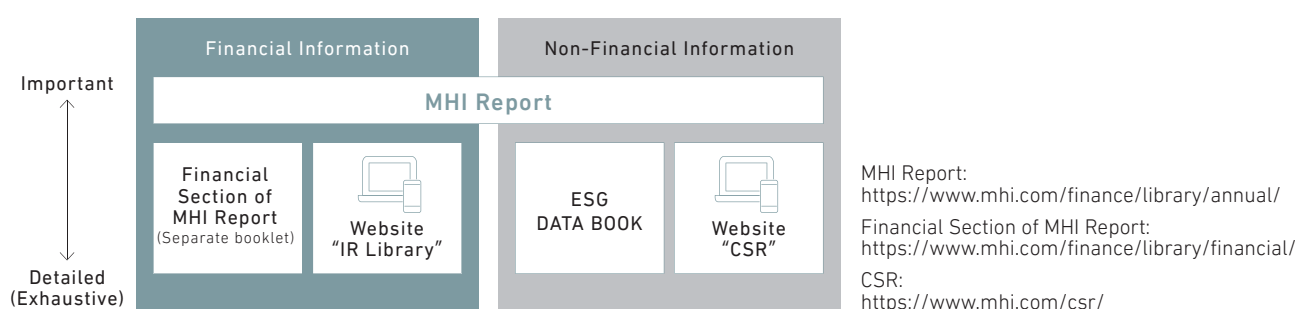 Financial Information
Non-Financial Information
Important
MHI Report
Financial
Section of
MHI Report
(Separate booklet)
Website
“IR Library”
ESG
DATA BOOK
Website
“CSR”
Detailed
(Exhaustive)
MHI Report:
https://www.mhi.com/finance/library/annual/
Financial Section of MHI Report:
https://www.mhi.com/finance/library/financial/
CSR:
https://www.mhi.com/csr/